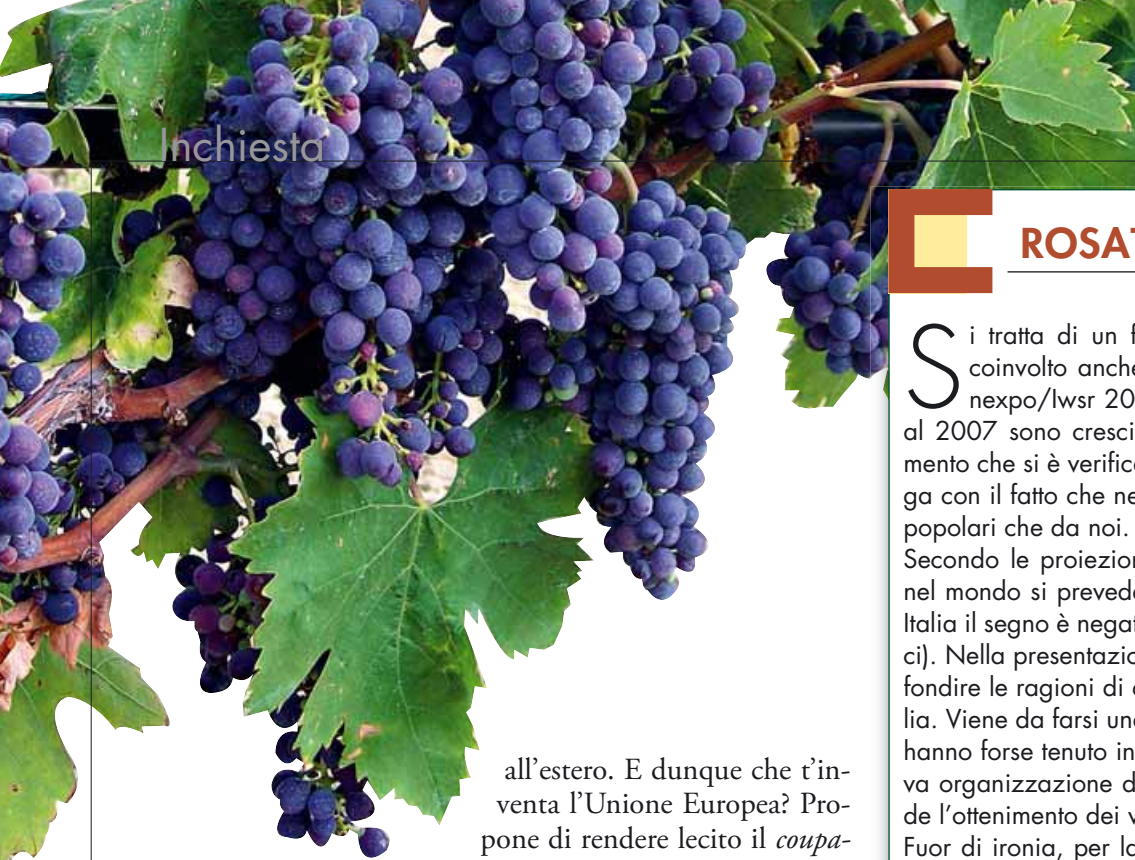 Inchiesta
all'estero. E dunque che t'in-
venta l'Unione Europea? Pro-
pone di rendere lecito il coupa-
ROSAT
Si tratta di un f
coinvolto anche
nexpo/Iwsr 20
al 2007 sono cresci
mento che si è verifica
ga con il fatto che ne
popolari che da noi.
Secondo le proiezion
nel mondo si prevede
Italia il segno è negat
ci). Nella presentazio
fondire le ragioni di
lia. Viene da farsi una
hanno forse tenuto in
va organizzazione d
de l'ottenimento dei v
Fuor di ironia, per la